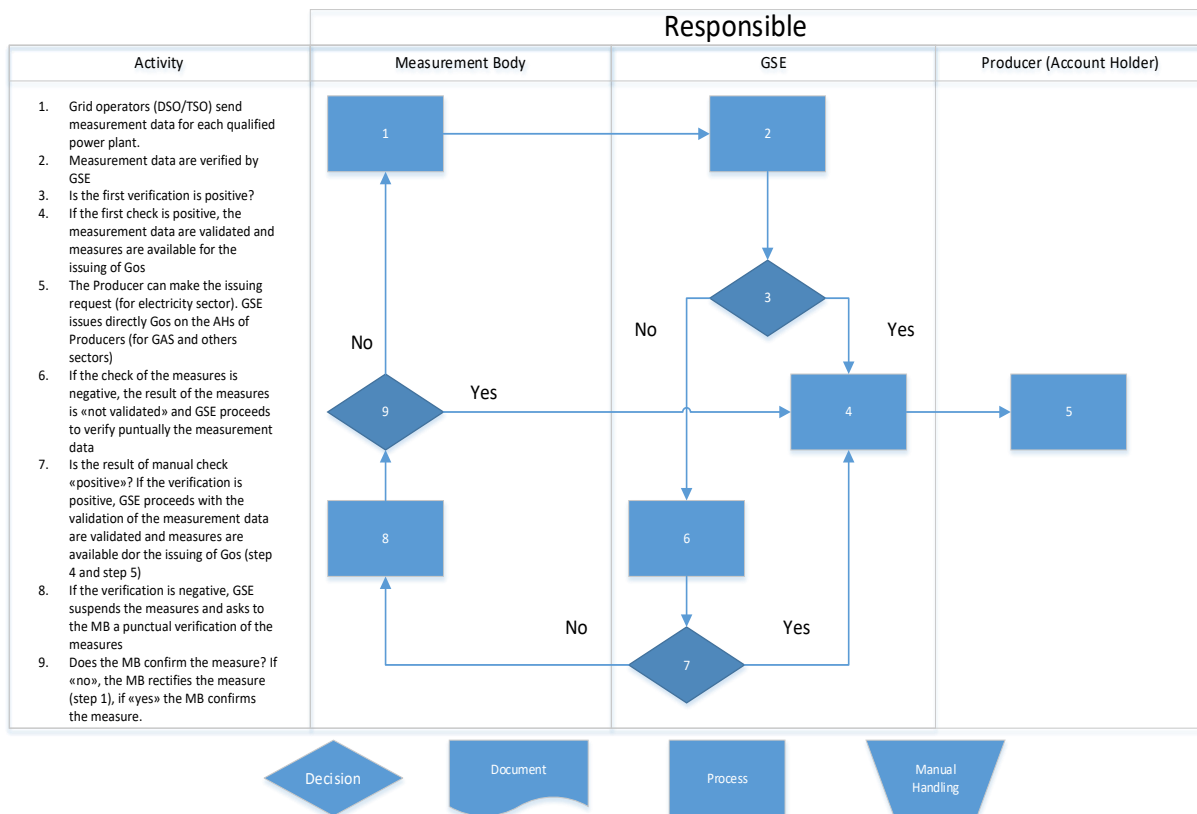 Responsible
Activity
Measurement Body
GSE
Producer (Account Holder)
1. Grid operators (DSO/TSO) send
measurement data for each qualified
power plant.
2. Measurement data are verified by
GSE
3. Is the first verification is positive?
4. If the first check is positive, the
measurement data are validated and
measures are available for the
issuing of Gos
5. The Producer can make the issuing
request (for electricity sector). GSE
issues directly Gos on the AHs of
Producers (for GAS and others
sectors)
6. If the check of the measures is
negative, the result of the measures
is «not validated» and GSE proceeds
to verify puntually the measurement
data
7. Is the result of manual check
«positive»? If the verification is
positive, GSE proceeds with the
validation of the measurement data
are validated and measures are
available dor the issuing of Gos (step
4 and step 5)
8. If the verification is negative, GSE
suspends the measures and asks to
the MB a punctual verification of the
measures
9. Does the MB confirm the measure? If
«no», the MB rectifies the measure
(step 1), if «yes» the MB confirms
the measure.
1
2
3
No
No
Yes
9
Yes
4
5
8
6
No
Yes
7
Decision
Document
Process
Manual
Handling